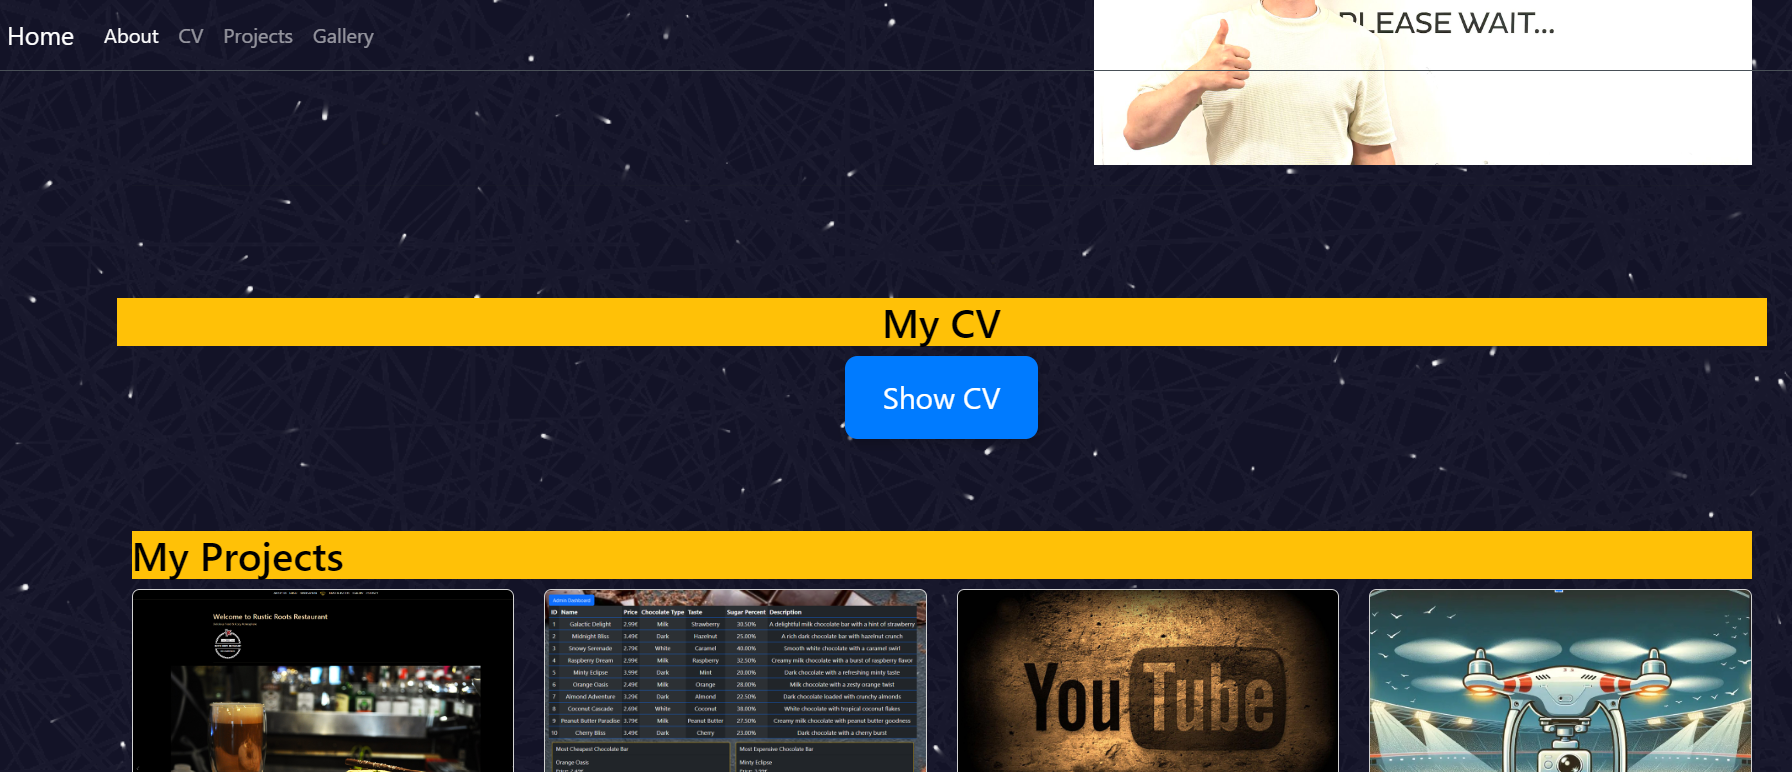 Home About CV Projects Gallery
PLEASE WAIT...
My CV
Show CV
My Projects
Welcome to Rustic Roots Restaurant
Admin Dashboard
ID Name Price Chocolate Type Taste Sugar Percent Description
1 Galactic Delight 2.99€ Milk Strawberry 30.50% A delightful milk chocolate bar with a hint of strawberry
2 Midnight Bliss 3.49€ Dark Hazelnut 25.00% A rich dark chocolate bar with hazelnut crunch
3 Snowy Serenade 2.79€ White Caramel 40.00% Smooth white chocolate with a caramel swirl
4 Raspberry Dream 2.99€ Milk Raspberry 32.50% Creamy milk chocolate with a burst of raspberry flavor
5 Minty Eclipse 3.99€ Dark Mint 20.00% Dark chocolate with a refreshing minty taste
6 Orange Oasis 2.49€ Milk Orange 28.00% Milk chocolate with a zesty orange twist
7 Almond Adventure 3.29€ Dark Almond 22.50% Dark chocolate loaded with crunchy almonds
8 Coconut Cascade 2.69€ White Coconut 38.00% White chocolate with tropical coconut flakes
9 Peanut Butter Paradise 3.79€ Milk Peanut Butter 27.50% Creamy milk chocolate with peanut butter goodness
10 Cherry Bliss 3.49€ Dark Cherry 23.00% Dark chocolate with a cherry burst
Most Cheapest Chocolate Bar
Orange Oasis
Most Expensive Chocolate Bar
Minty Eclipse
YouTube